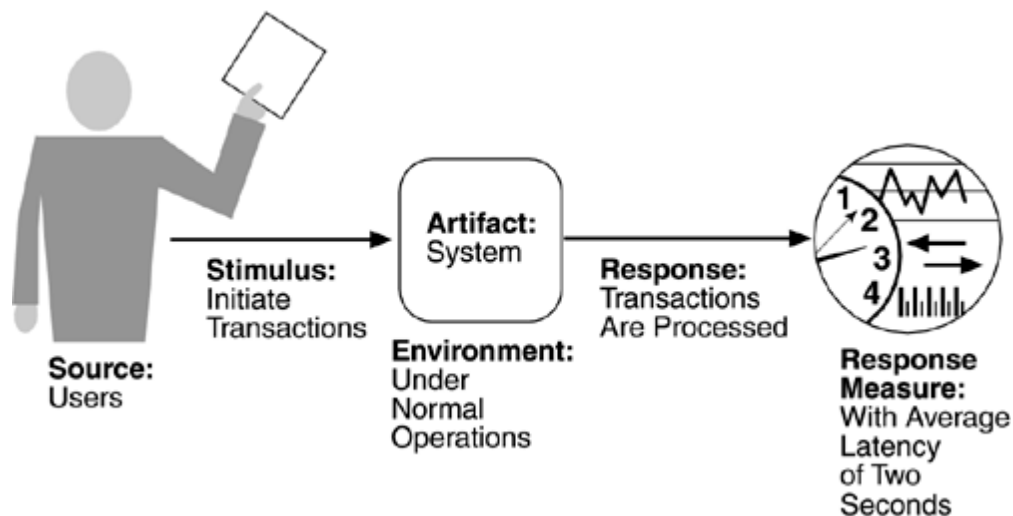 Source:
Users
Stimulus:
Initiate
Transactions
Artifact:
System
Environment:
Under
Normal
Operations
Response:
Transactions
Are Processed
1
2
3
4
Response
Measure:
With Average
Latency
of Two
Seconds